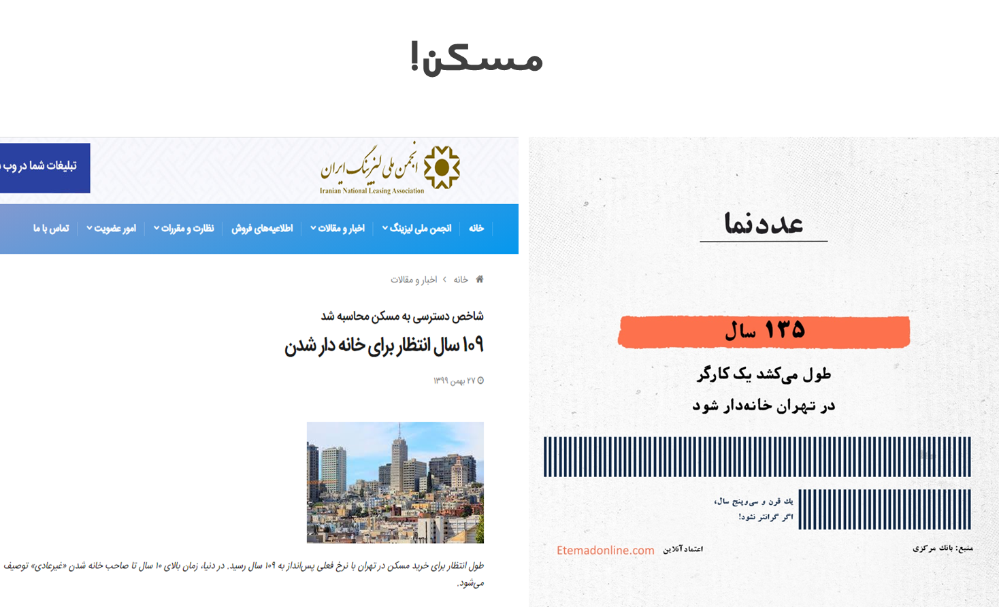 مسکن!
عددنما
۱۳۵ سال
طول می‌کشد یک کارگر
در تهران خانه‌دار شود
یك قرن و سی‌وپنج سال،
اگر گرانتر نشود!
منبع: بانك مرکزی
اعتمادآنلاین Etemadonline.com
انجمن ملی لیزینگ ایران
Iranian National Leasing Association
تبلیغات شما در وب
خانه انجمن ملی لیزینگ اخبار و مقالات اطلاعیه‌های فروش نظارت و مقررات امور عضویت تماس با ما
خانه › اخبار و مقالات
شاخص دسترسی به مسکن محاسبه شد
۱۰۹ سال انتظار برای خانه دار شدن
۲۷ بهمن ۱۳۹۹
طول انتظار برای خرید مسکن در تهران با نرخ فعلی پس‌انداز به ۱۰۹ سال رسید. در دنیا، زمان بالای ۱۰ سال تا صاحب خانه شدن «غیرعادی» توصیف
می‌شود.